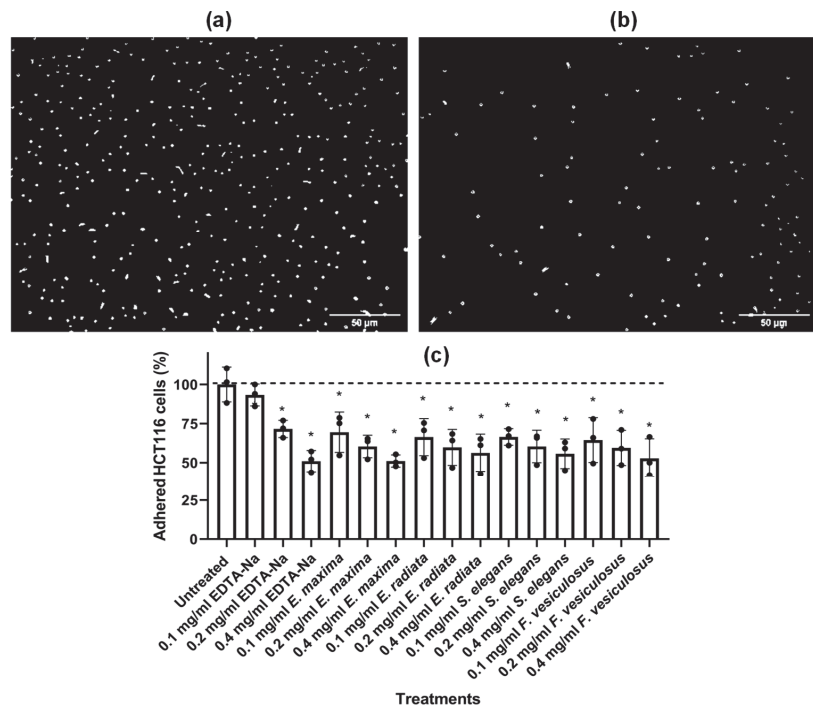 (a)
(b)
50 µm
50 µm
(c)
Adhered HCT116 cells (%)
100
75
50
25
0
* * * * * * * * * * * * * *
Untreated
0.1 mg/ml EDTA-Na
0.2 mg/ml EDTA-Na
0.4 mg/ml EDTA-Na
0.1 mg/ml E. maxima
0.2 mg/ml E. maxima
0.4 mg/ml E. maxima
0.1 mg/ml E. radiata
0.2 mg/ml E. radiata
0.4 mg/ml E. radiata
0.1 mg/ml S. elegans
0.2 mg/ml S. elegans
0.4 mg/ml S. elegans
0.1 mg/ml F. vesiculosus
0.2 mg/ml F. vesiculosus
0.4 mg/ml F. vesiculosus
Treatments